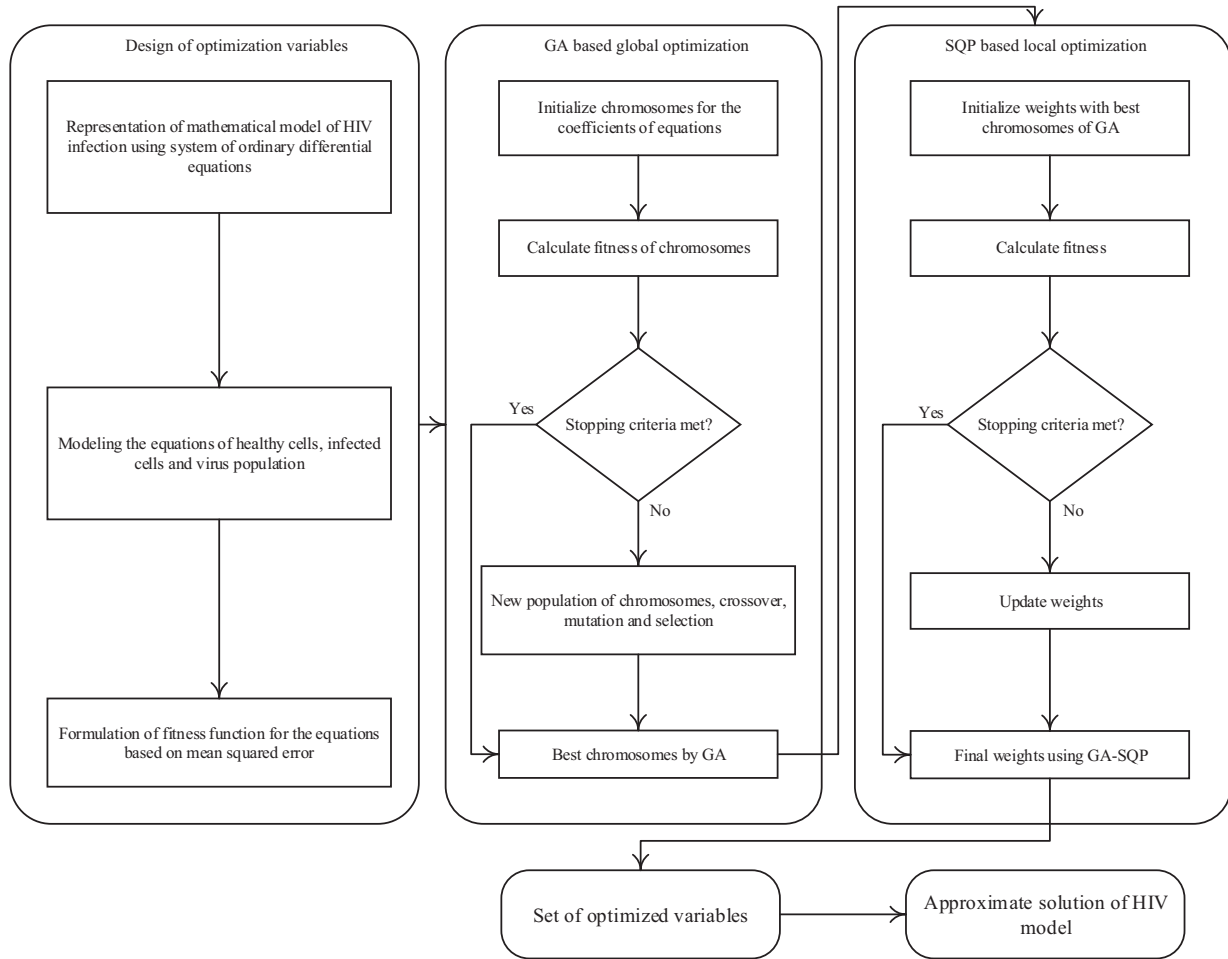 Design of optimization variables
Representation of mathematical model of HIV
infection using system of ordinary differential
equations
Modeling the equations of healthy cells, infected
cells and virus population
Formulation of fitness function for the equations
based on mean squared error
GA based global optimization
Initialize chromosomes for the
coefficients of equations
Calculate fitness of chromosomes
Yes
Stopping criteria met?
No
New population of chromosomes, crossover,
mutation and selection
Best chromosomes by GA
SQP based local optimization
Initialize weights with best
chromosomes of GA
Calculate fitness
Yes
Stopping criteria met?
No
Update weights
Final weights using GA-SQP
Set of optimized variables
Approximate solution of HIV
model